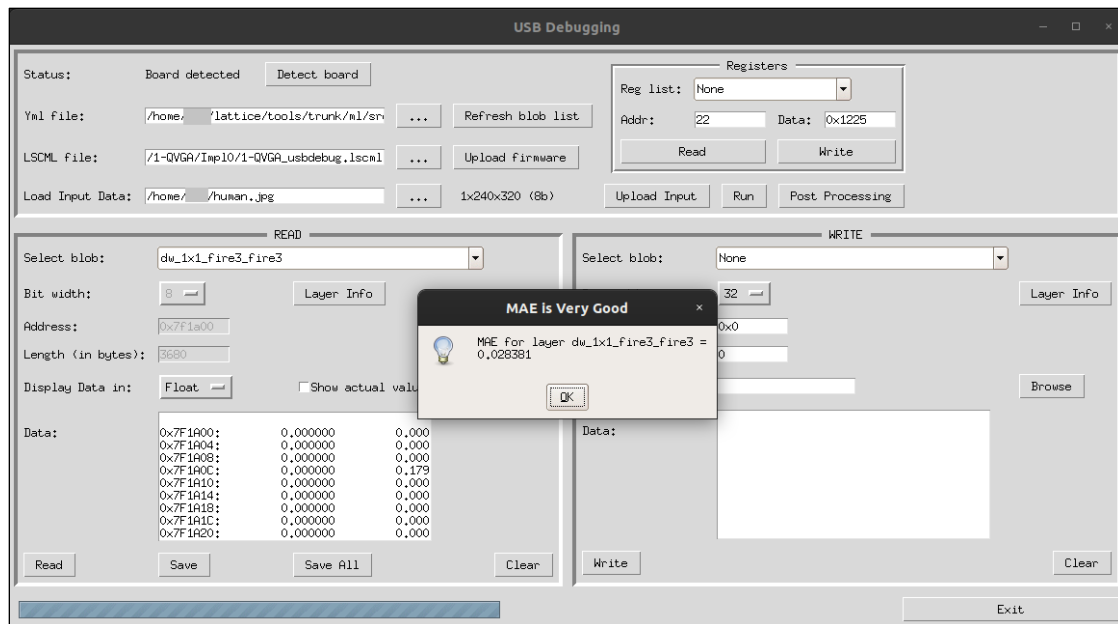 USB Debugging
Status: Board detected Detect board
Registers
Reg list: None
Yml file: /home, /lattice/tools/trunk/ml/sr ... Refresh blob list
Addr: 22 Data: 0x1225
Read Write
LSCML file: /1-QVGA/Impl0/1-QVGA_usbdebug.lscml ... Upload firmware
Load Input Data: /home/ /human.jpg ... 1x240x320 (8b) Upload Input Run Post Processing
READ
Select blob: dw_1x1_fire3_fire3
Bit width: 8 Layer Info
Address: 0x7f1a00
Length (in bytes): 3680
Display Data in: Float Show actual valu
Data:
0x7F1A00: 0.000000 0.000
0x7F1A04: 0.000000 0.000
0x7F1A08: 0.000000 0.000
0x7F1A0C: 0.000000 0.179
0x7F1A10: 0.000000 0.000
0x7F1A14: 0.000000 0.000
0x7F1A18: 0.000000 0.000
0x7F1A1C: 0.000000 0.000
0x7F1A20: 0.000000 0.000
Read Save Save All Clear
WRITE
Select blob: None
32 Layer Info
0x0
0
Browse
Data:
Write Clear
MAE is Very Good
MAE for layer dw_1x1_fire3_fire3 =
0.028381
OK
Exit